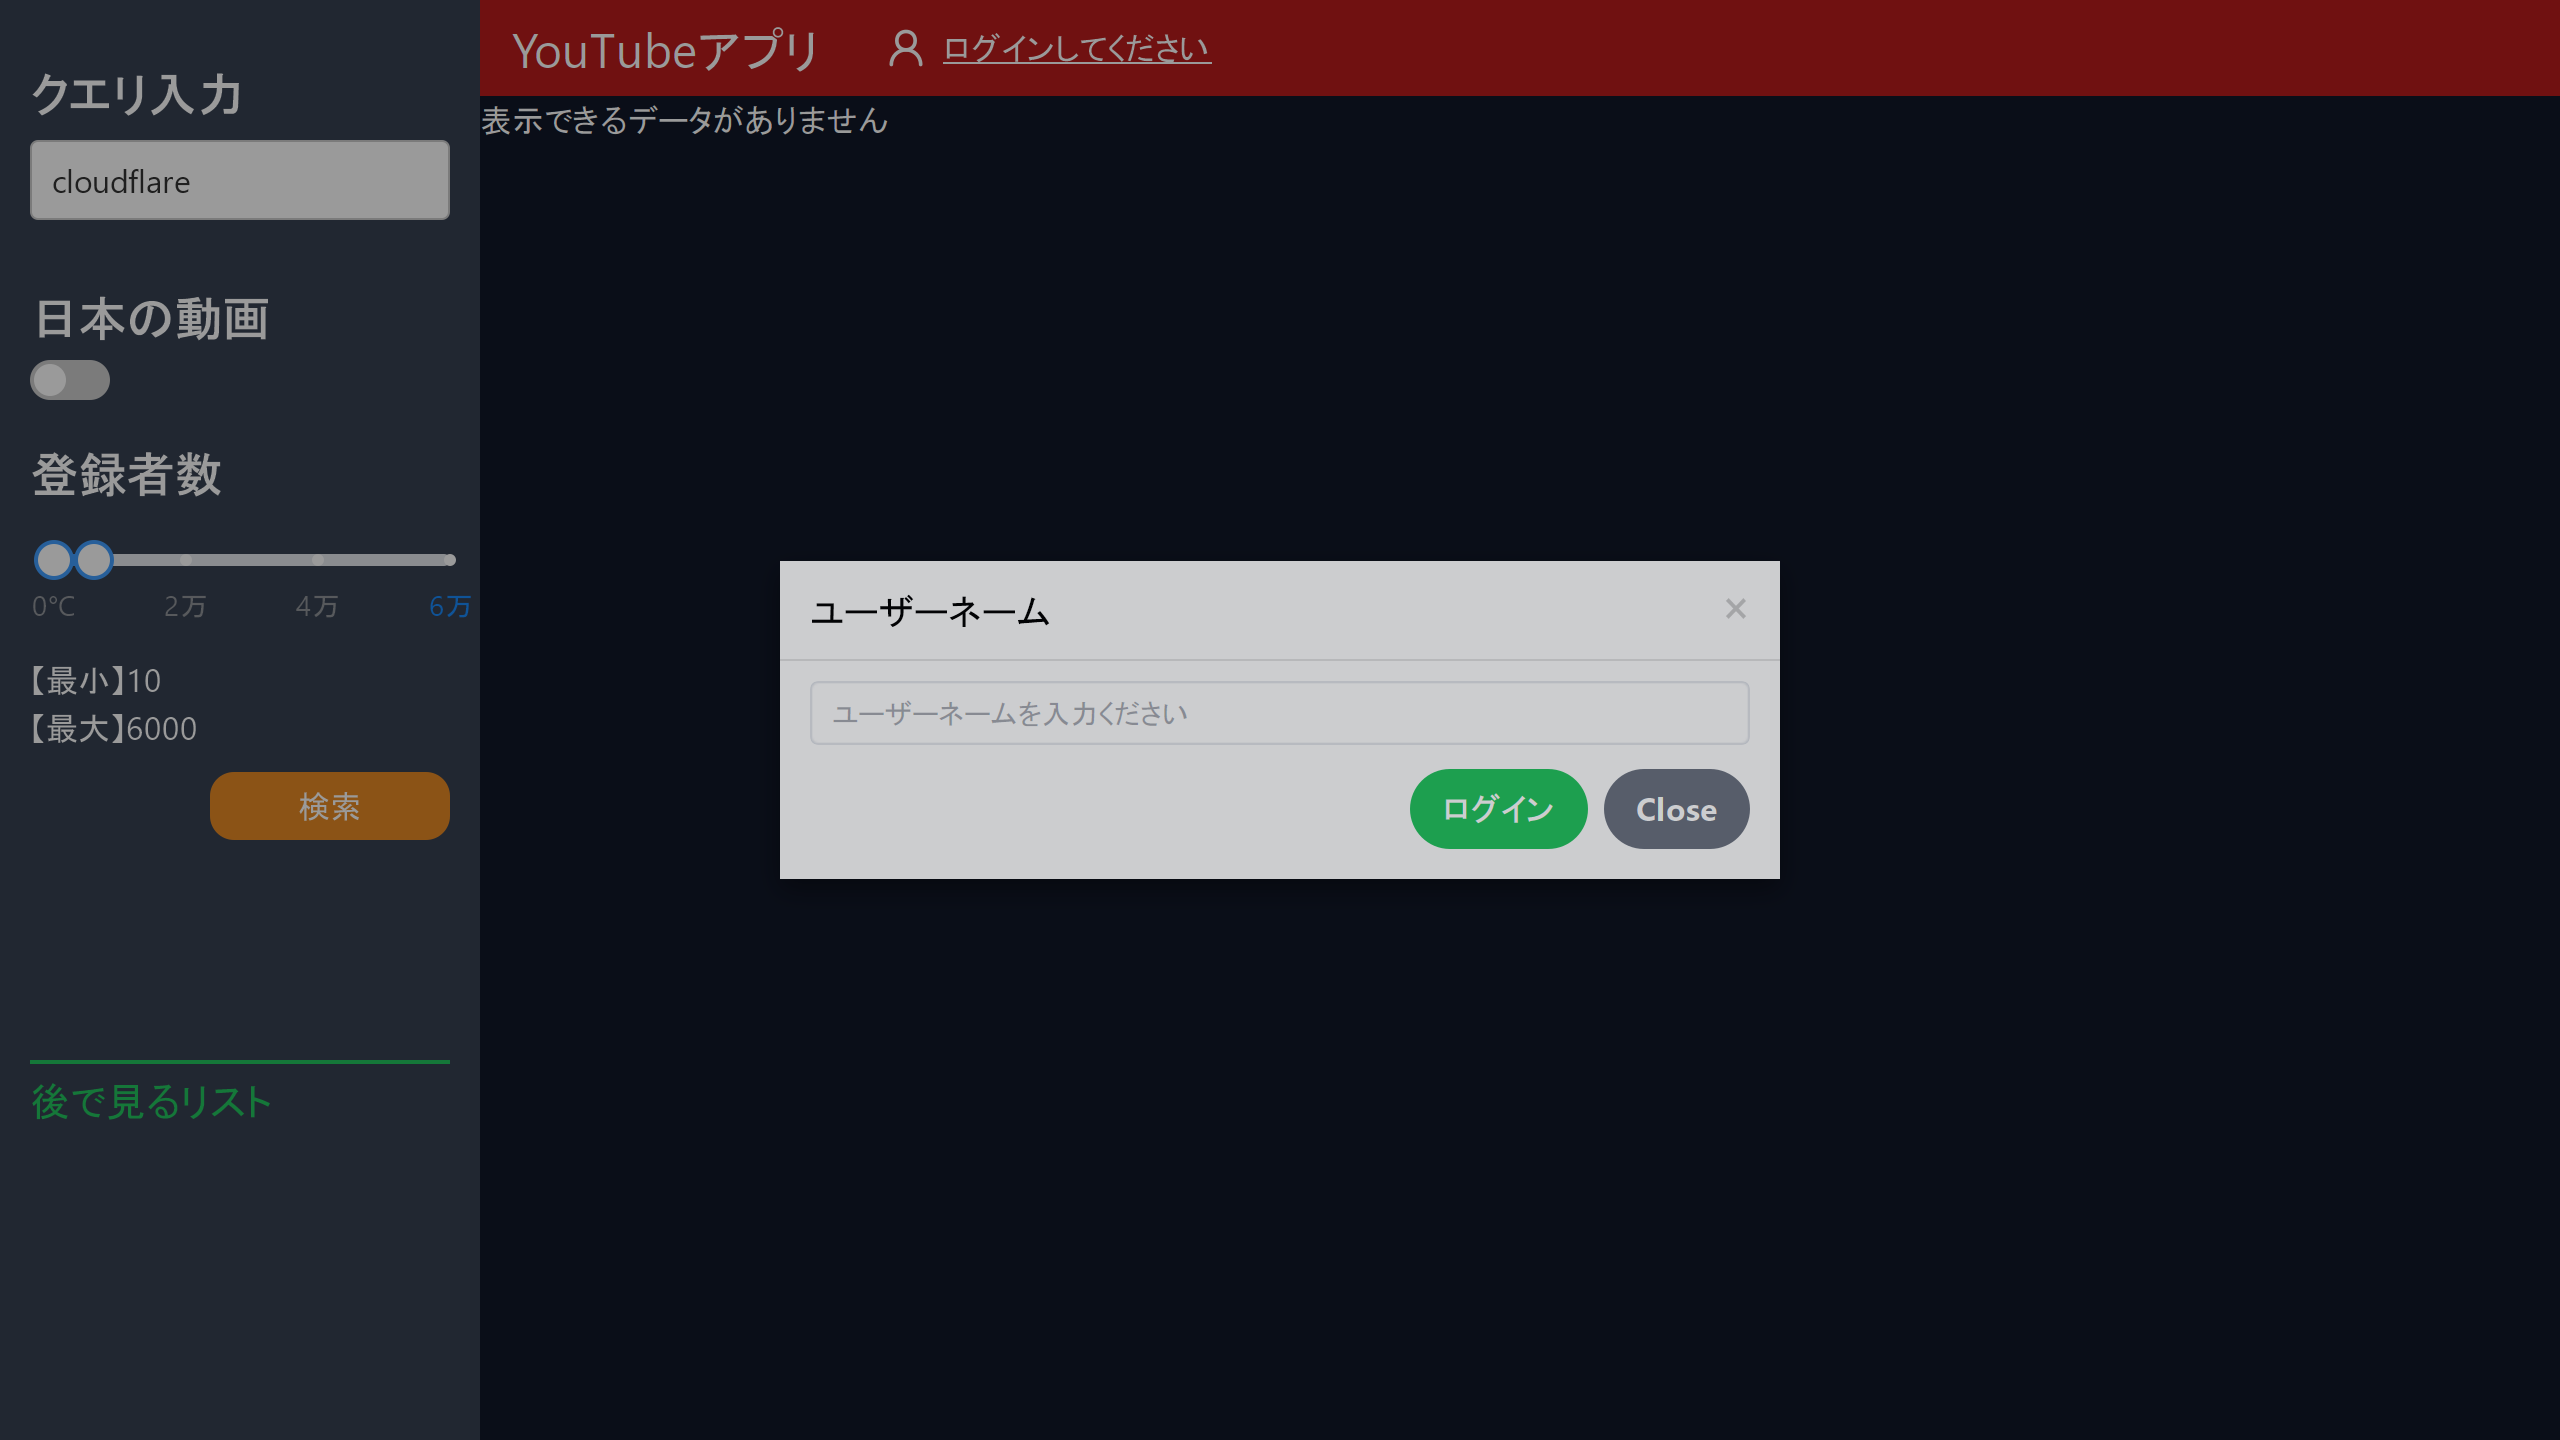 クエリ入力
cloudflare
日本の動画
登録者数
0°C 2万 4万 6万
【最小】10
【最大】6000
検索
後で見るリスト
YouTubeアプリ ログインしてください
表示できるデータがありません
ユーザーネーム ×
ユーザーネームを入力ください
ログイン Close